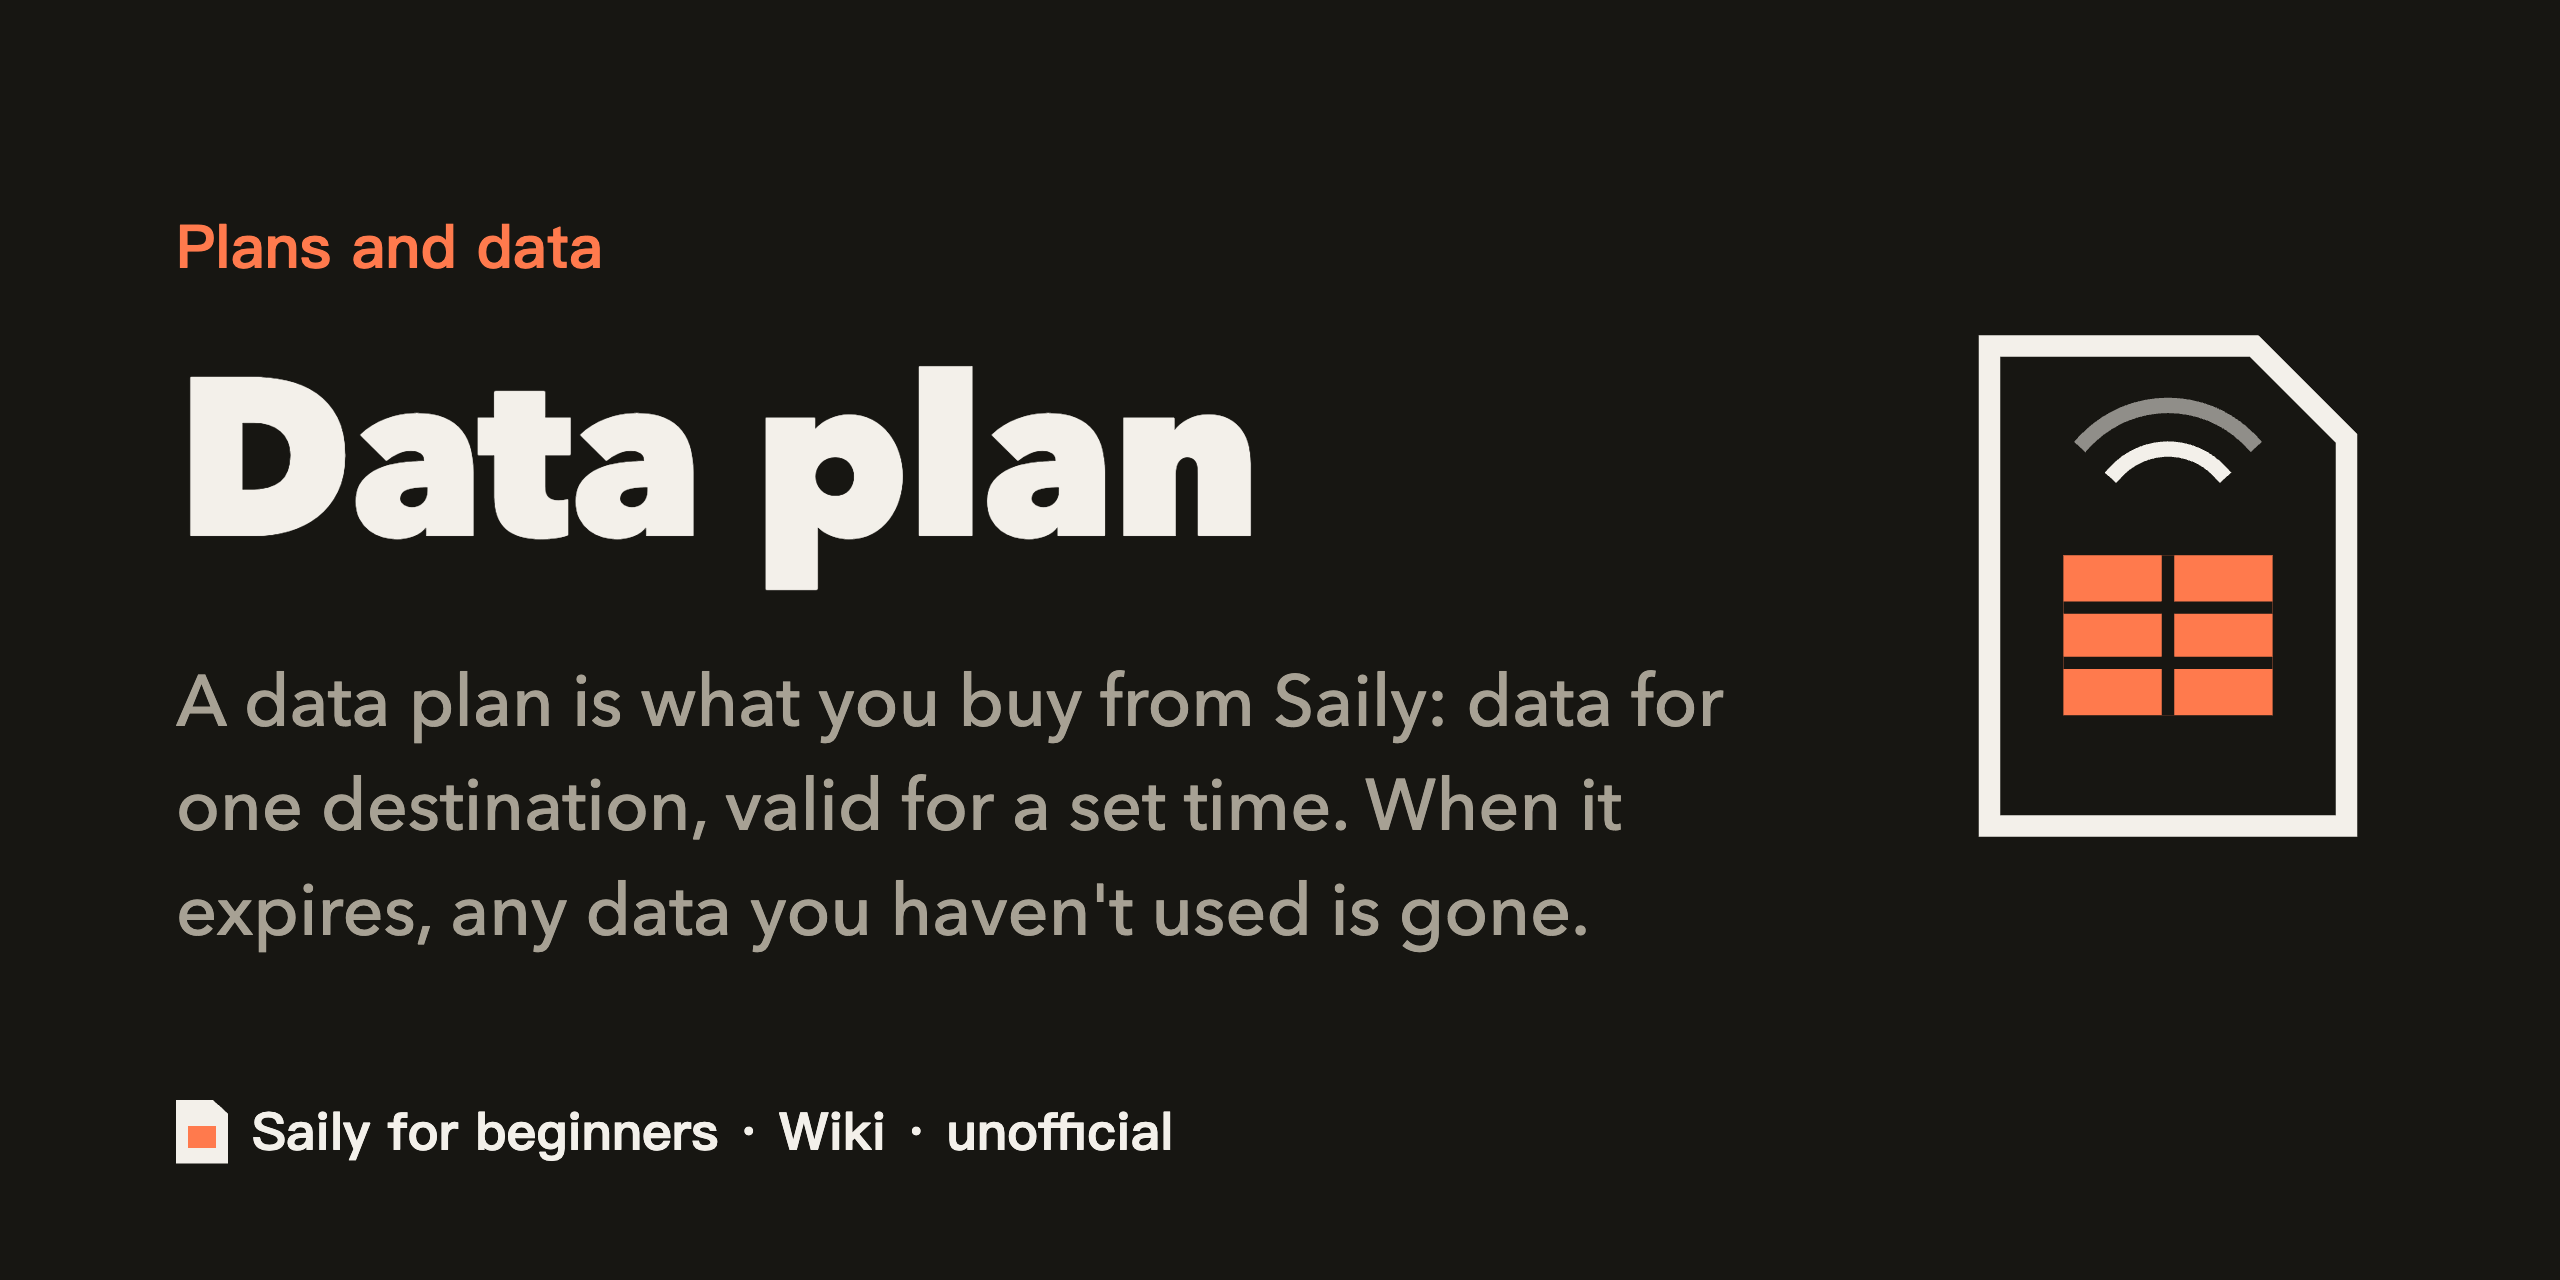 Plans and data
Data plan
A data plan is what you buy from Saily: data for
one destination, valid for a set time. When it
expires, any data you haven't used is gone.
Saily for beginners · Wiki · unofficial